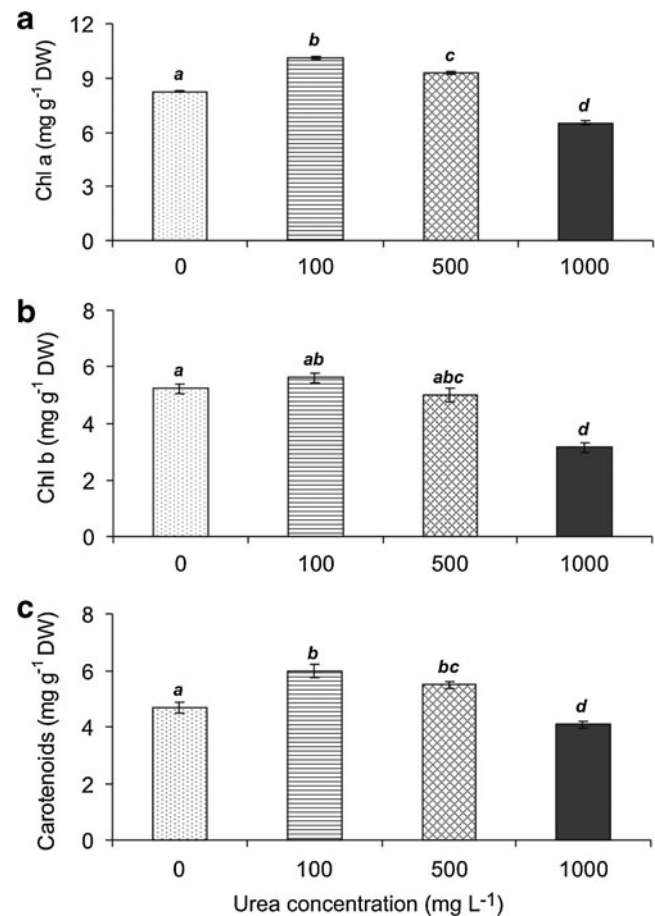 a
Chl a (mg g-1 DW)
12
9
6
3
0
a
b
c
d
0 100 500 1000
b
Chl b (mg g-1 DW)
8
6
4
2
0
a
ab
abc
d
0 100 500 1000
c
Carotenoids (mg g-1 DW)
8
6
4
2
0
a
b
bc
d
0 100 500 1000
Urea concentration (mg L-1)